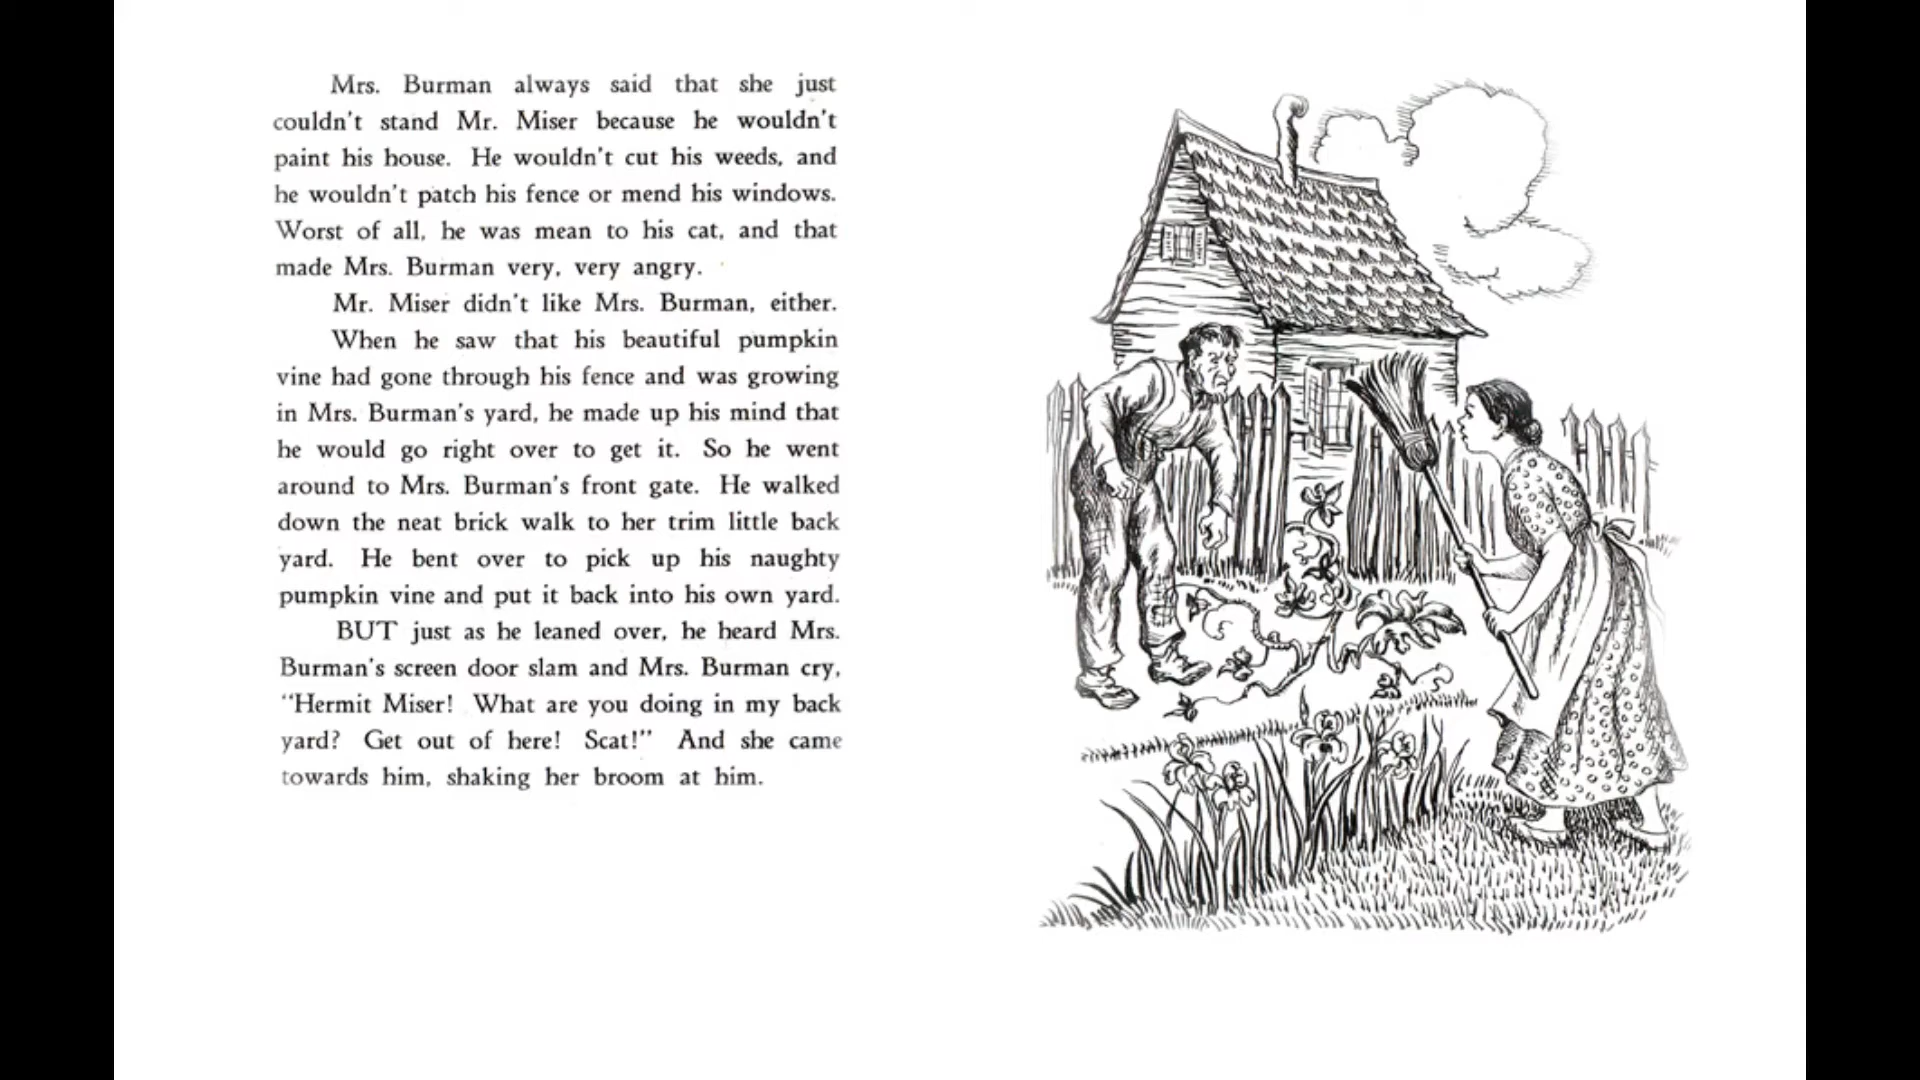 Mrs. Burman always said that she just
couldn't stand Mr. Miser because he wouldn't
paint his house. He wouldn't cut his weeds, and
he wouldn't patch his fence or mend his windows.
Worst of all, he was mean to his cat, and that
made Mrs. Burman very, very angry.
Mr. Miser didn't like Mrs. Burman, either.
When he saw that his beautiful pumpkin
vine had gone through his fence and was growing
in Mrs. Burman's yard, he made up his mind that
he would go right over to get it. So he went
around to Mrs. Burman's front gate. He walked
down the neat brick walk to her trim little back
yard. He bent over to pick up his naughty
pumpkin vine and put it back into his own yard.
BUT just as he leaned over, he heard Mrs.
Burman's screen door slam and Mrs. Burman cry,
"Hermit Miser! What are you doing in my back
yard? Get out of here! Scat!" And she came
towards him, shaking her broom at him.